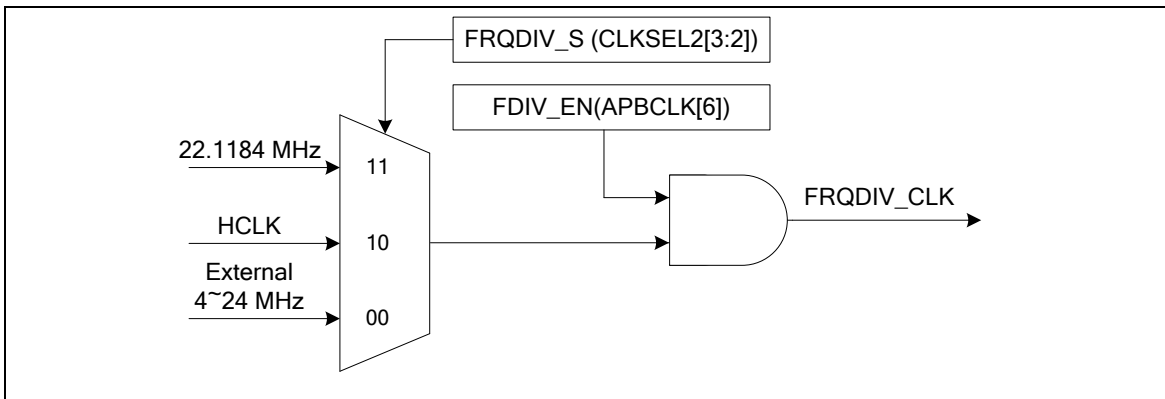 FRQDIV_S (CLKSEL2[3:2])
FDIV_EN(APBCLK[6])
22.1184 MHz
11
HCLK
10
External
4~24 MHz
00
FRQDIV_CLK